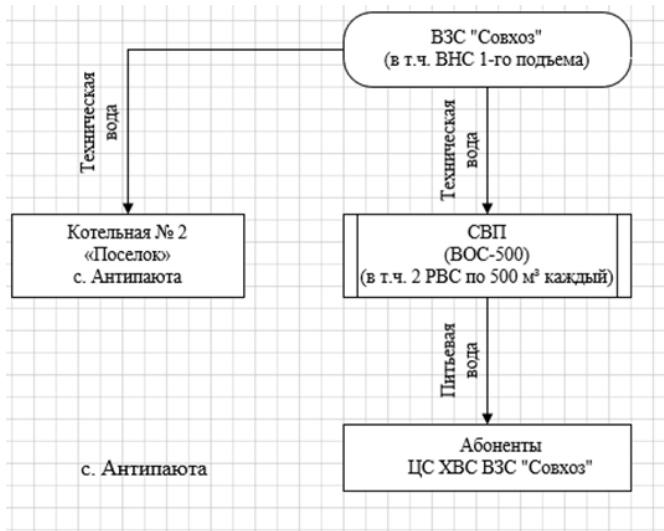 ВЗС "Совхоз"
(в т.ч. ВНС 1-го подъема)
Техническая
вода
Техническая
вода
Котельная № 2
«Поселок»
с. Антипаюта
СВП
(ВОС-500)
(в т.ч. 2 РВС по 500 м³ каждый)
Питьевая
вода
Абоненты
ЦС ХВС ВЗС "Совхоз"
с. Антипаюта